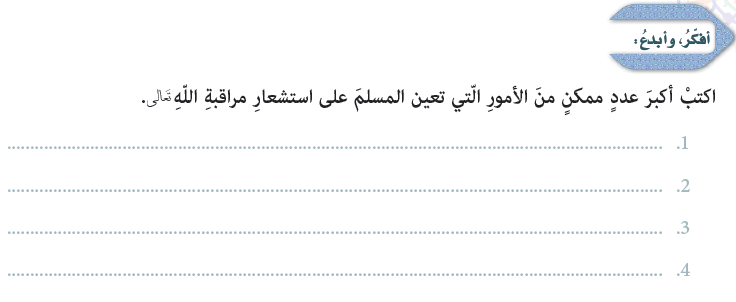 أفكّرُ، وأبدعُ:
اكتبْ أكبرَ عددٍ ممكنٍ منَ الأمورِ الّتي تعين المسلمَ على استشعارِ مراقبةِ اللّهِ تَعَالى.
1. ........................................................................
2. ........................................................................
3. ........................................................................
4. ........................................................................